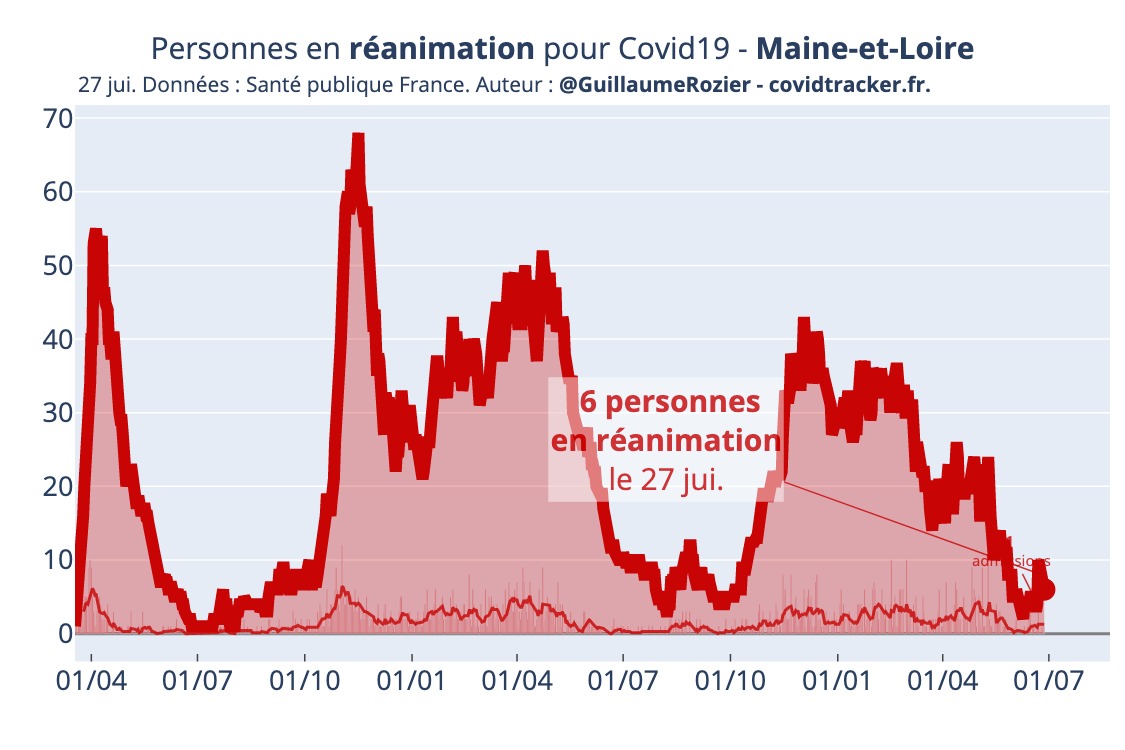 Personnes en réanimation pour Covid19 - Maine-et-Loire
27 jui. Données : Santé publique France. Auteur : @GuillaumeRozier - covidtracker.fr.
70
60
50
40
30
20
10
0
6 personnes
en réanimation
le 27 jui.
admissions
01/04 01/07 01/10 01/01 01/04 01/07 01/10 01/01 01/04 01/07